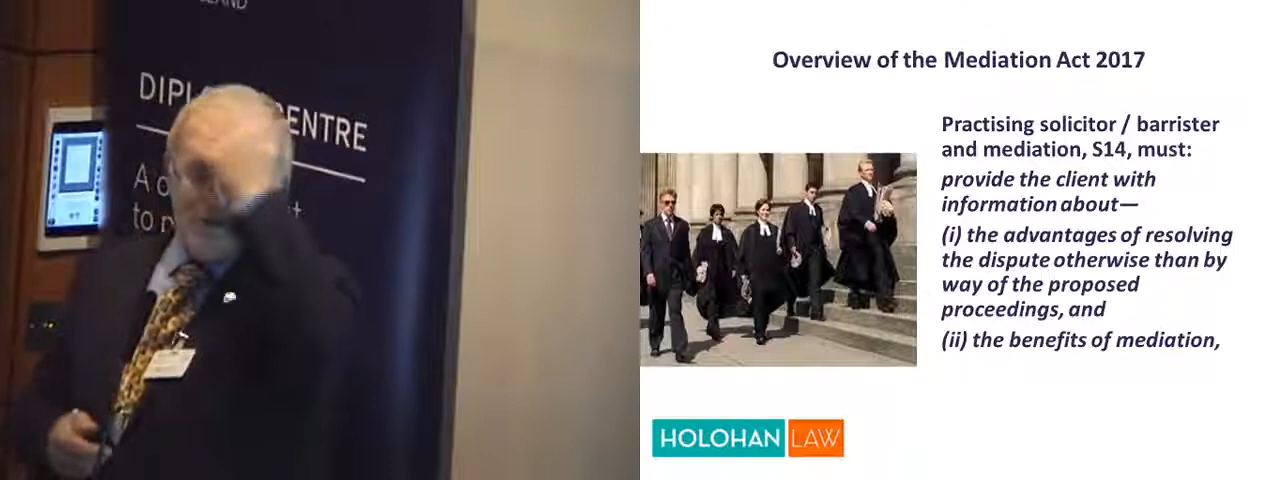 DIPL
CENTRE
A
to
Overview of the Mediation Act 2017
Practising solicitor / barrister
and mediation, S14, must:
provide the client with
information about—
(i) the advantages of resolving
the dispute otherwise than by
way of the proposed
proceedings, and
(ii) the benefits of mediation,
HOLOHAN LAW